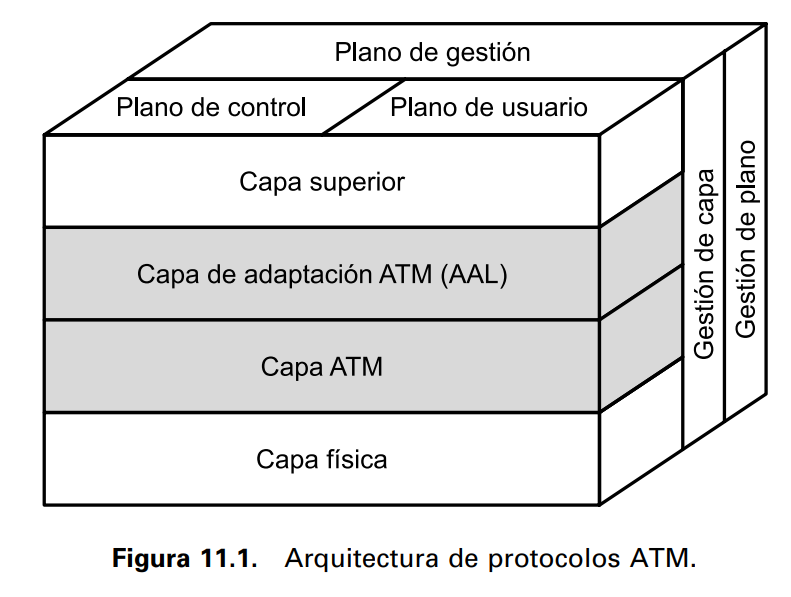 Plano de gestión
Plano de control
Plano de usuario
Capa superior
Capa de adaptación ATM (AAL)
Capa ATM
Capa física
Gestión de capa
Gestión de plano
Figura 11.1. Arquitectura de protocolos ATM.